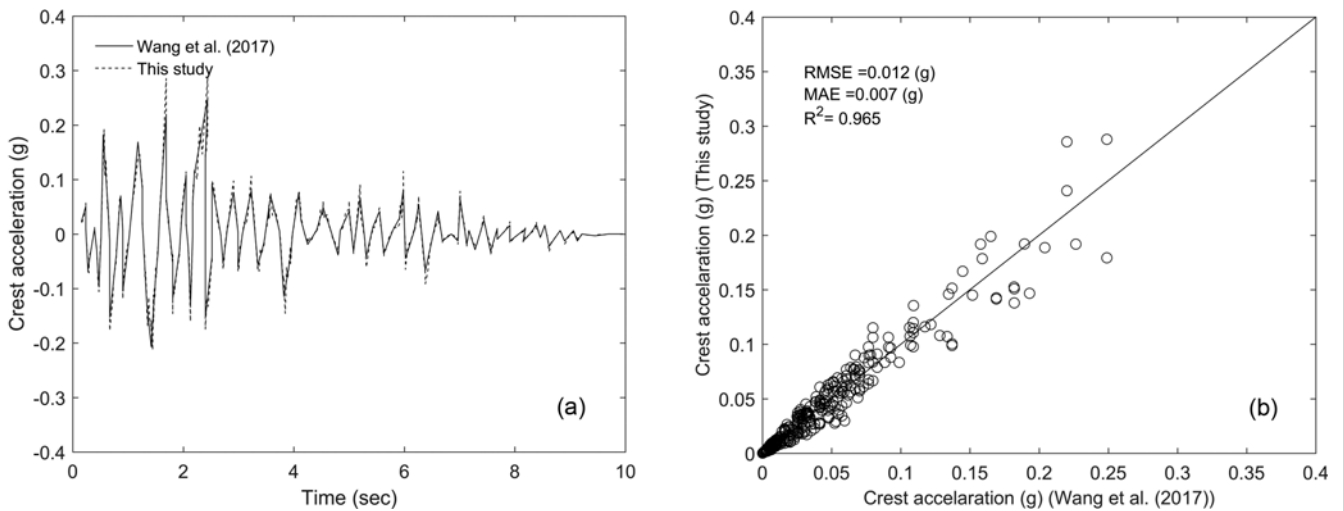 0.4
0.3
0.2
0.1
0
-0.1
-0.2
-0.3
-0.4
Crest acceleration (g)
Wang et al. (2017)
This study
(a)
0 2 4 6 8 10
Time (sec)
0.4
0.35
0.3
0.25
0.2
0.15
0.1
0.05
0
Crest accelaration (g) (This study)
RMSE =0.012 (g)
MAE =0.007 (g)
R²= 0.965
(b)
0 0.05 0.1 0.15 0.2 0.25 0.3 0.35 0.4
Crest accelaration (g) (Wang et al. (2017))